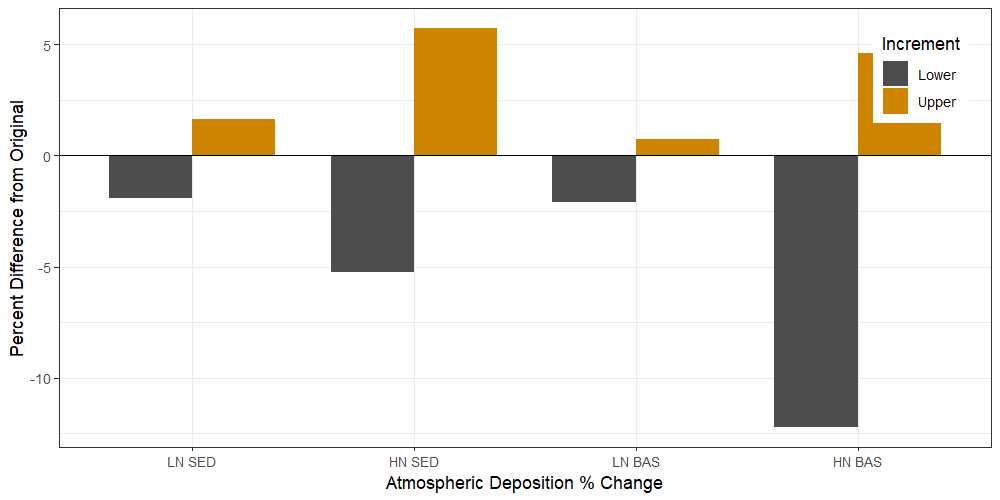 Percent Difference from Original
5
0
-5
-10
Increment
Lower
Upper
LN SED
HN SED
LN BAS
HN BAS
Atmospheric Deposition % Change